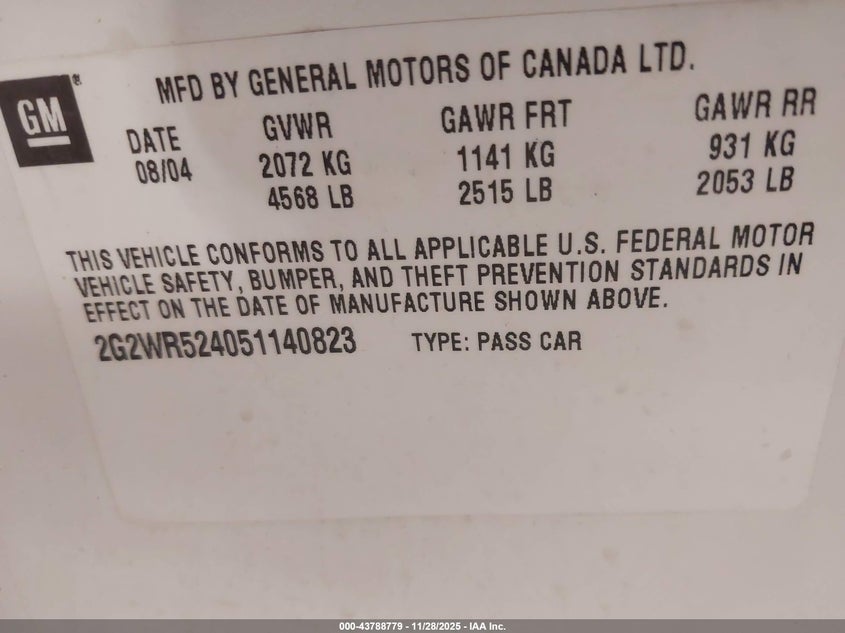 GM®
MFD BY GENERAL MOTORS OF CANADA LTD.
DATE GVWR GAWR FRT GAWR RR
08/04 2072 KG 1141 KG 931 KG
4568 LB 2515 LB 2053 LB
THIS VEHICLE CONFORMS TO ALL APPLICABLE U.S. FEDERAL MOTOR
VEHICLE SAFETY, BUMPER, AND THEFT PREVENTION STANDARDS IN
EFFECT ON THE DATE OF MANUFACTURE SHOWN ABOVE.
2G2WR524051140823 TYPE: PASS CAR
000-43788779 - 11/28/2025 - IAA Inc.